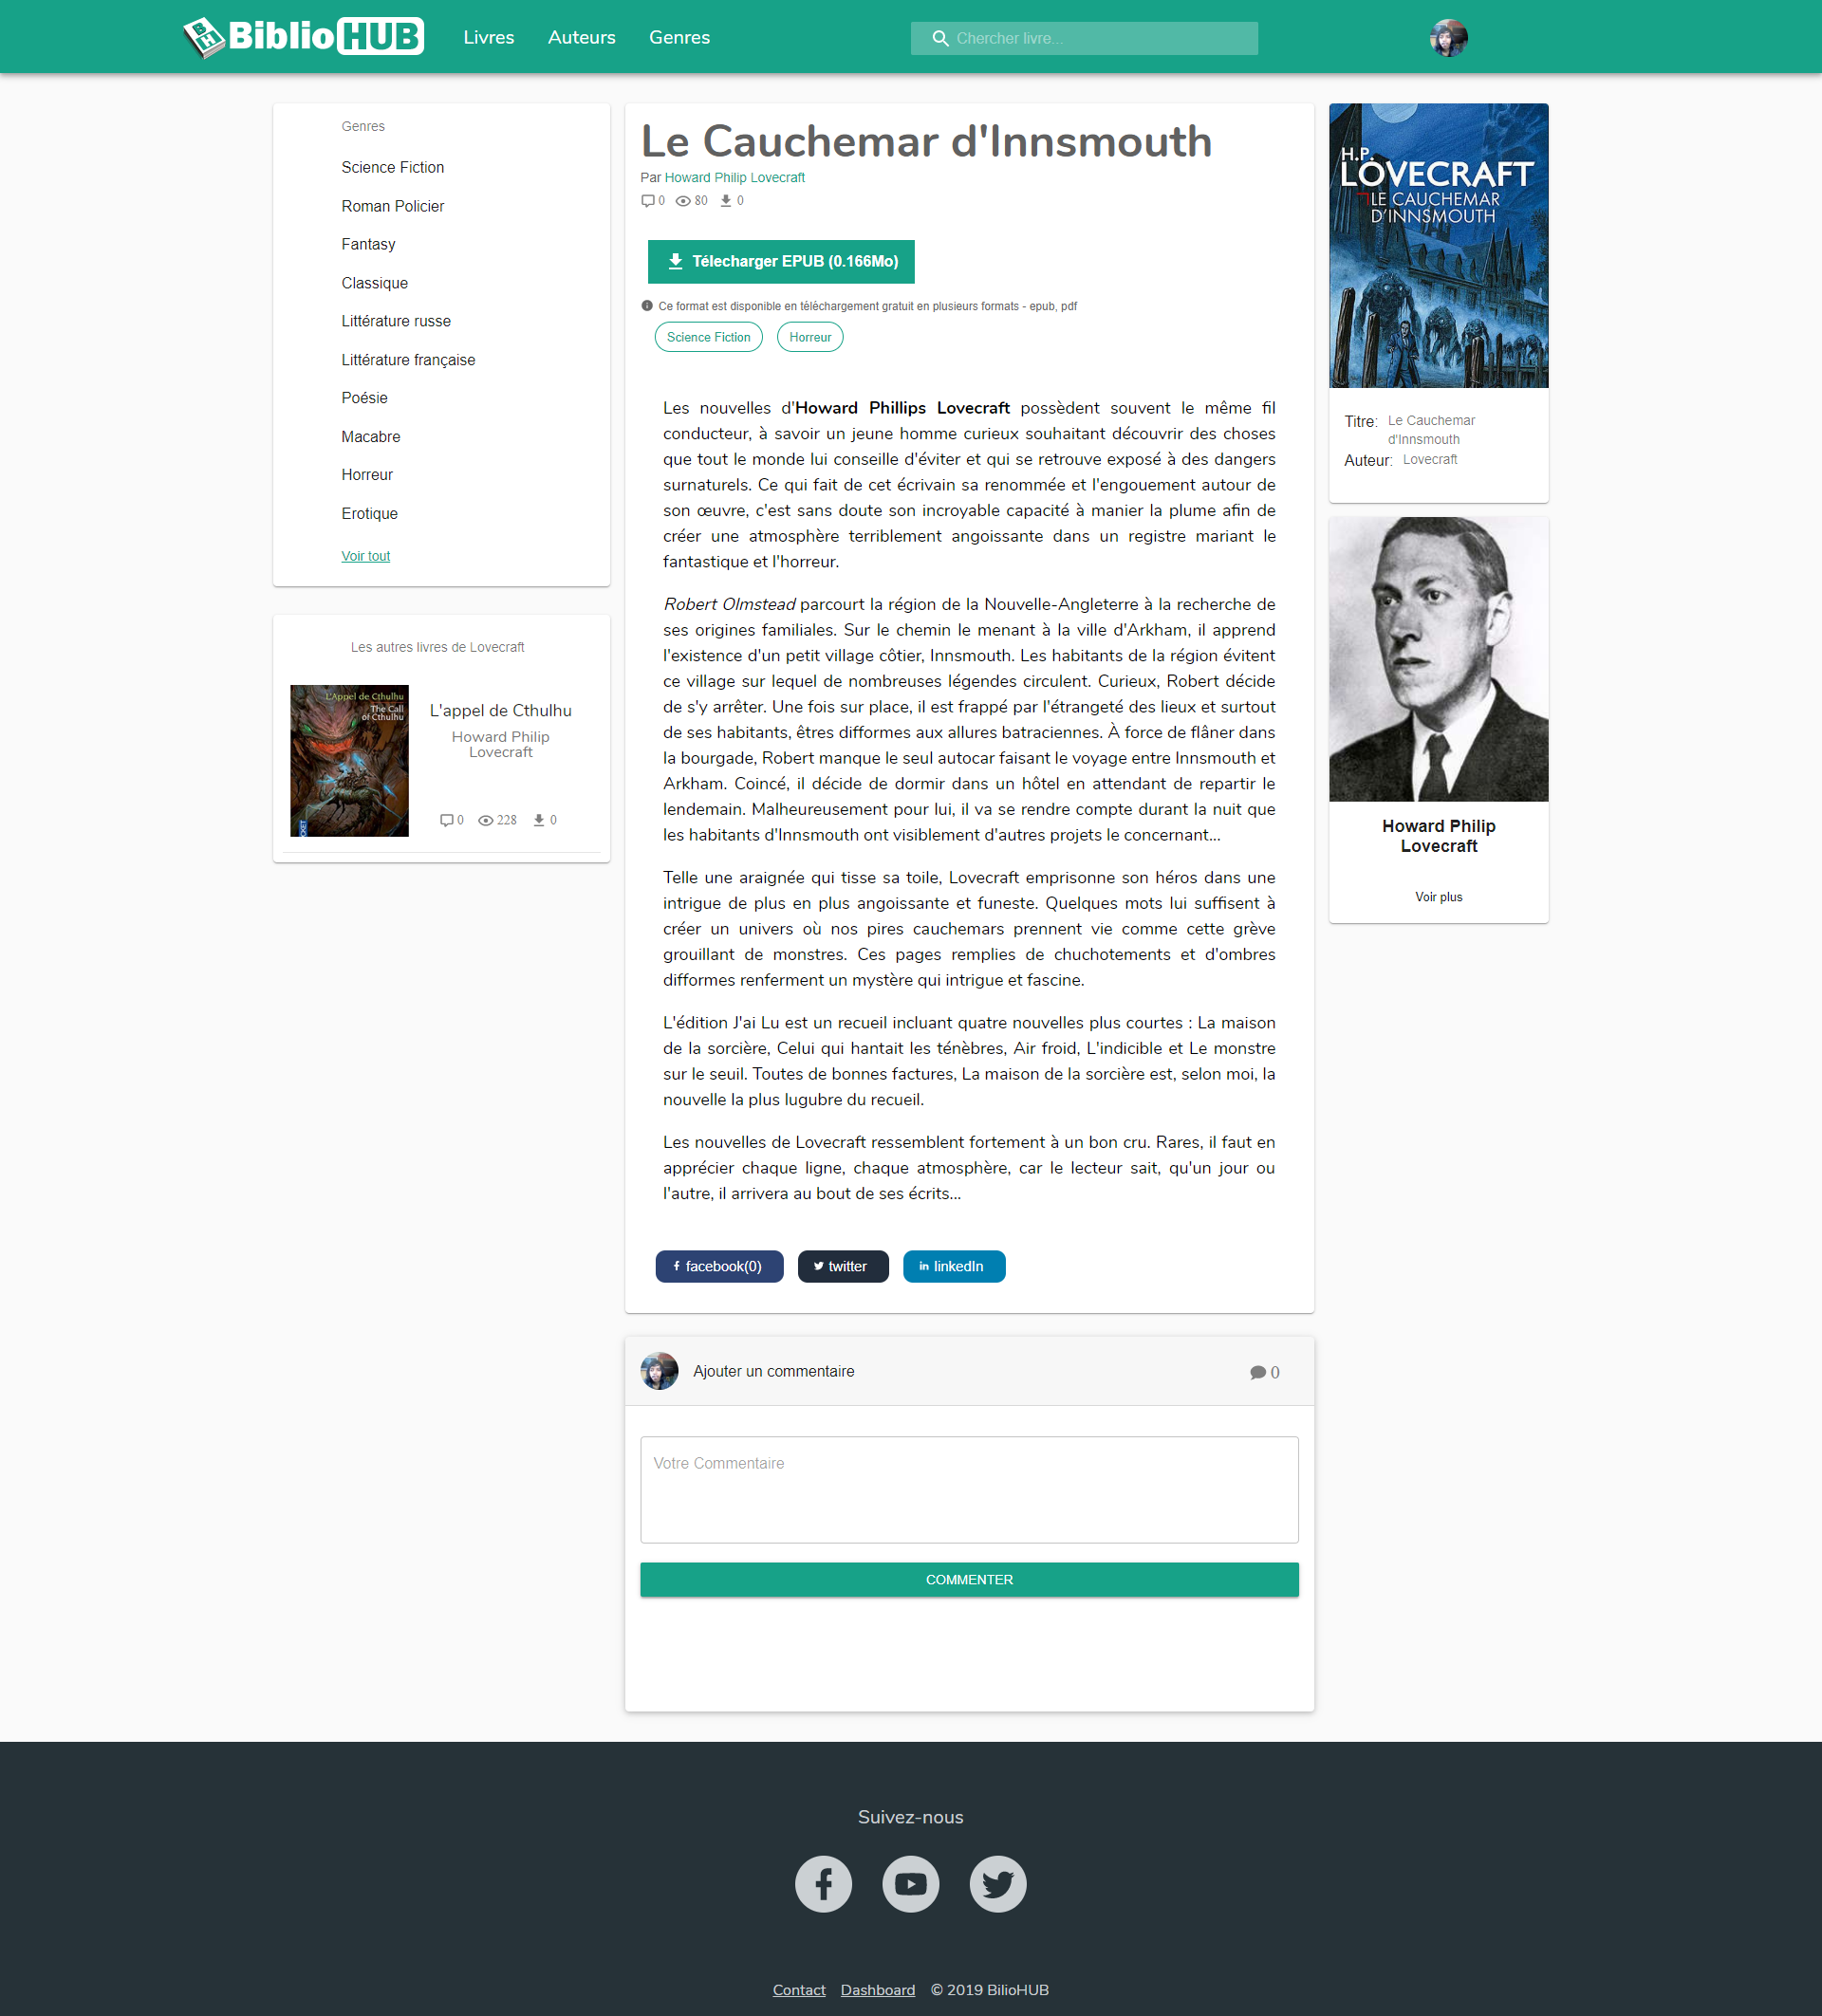 BH BiblioHUB
Livres Auteurs Genres
Chercher livre...
Genres
Science Fiction
Roman Policier
Fantasy
Classique
Littérature russe
Littérature française
Poésie
Macabre
Horreur
Erotique
Voir tout
Les autres livres de Lovecraft
L'Appel de Cthulhu
The Call
of Cthulhu
L'appel de Cthulhu
Howard Philip
Lovecraft
0 228 0
Le Cauchemar d'Innsmouth
Par Howard Philip Lovecraft
0 80 0
Télecharger EPUB (0.166Mo)
Ce format est disponible en téléchargement gratuit en plusieurs formats - epub, pdf
Science Fiction Horreur
Les nouvelles d'Howard Phillips Lovecraft possèdent souvent le même fil
conducteur, à savoir un jeune homme curieux souhaitant découvrir des choses
que tout le monde lui conseille d'éviter et qui se retrouve exposé à des dangers
surnaturels. Ce qui fait de cet écrivain sa renommée et l'engouement autour de
son œuvre, c'est sans doute son incroyable capacité à manier la plume afin de
créer une atmosphère terriblement angoissante dans un registre mariant le
fantastique et l'horreur.
Robert Olmstead parcourt la région de la Nouvelle-Angleterre à la recherche de
ses origines familiales. Sur le chemin le menant à la ville d'Arkham, il apprend
l'existence d'un petit village côtier, Innsmouth. Les habitants de la région évitent
ce village sur lequel de nombreuses légendes circulent. Curieux, Robert décide
de s'y arrêter. Une fois sur place, il est frappé par l'étrangeté des lieux et surtout
de ses habitants, êtres difformes aux allures batraciennes. À force de flâner dans
la bourgade, Robert manque le seul autocar faisant le voyage entre Innsmouth et
Arkham. Coincé, il décide de dormir dans un hôtel en attendant de repartir le
lendemain. Malheureusement pour lui, il va se rendre compte durant la nuit que
les habitants d'Innsmouth ont visiblement d'autres projets le concernant...
Telle une araignée qui tisse sa toile, Lovecraft emprisonne son héros dans une
intrigue de plus en plus angoissante et funeste. Quelques mots lui suffisent à
créer un univers où nos pires cauchemars prennent vie comme cette grève
grouillant de monstres. Ces pages remplies de chuchotements et d'ombres
difformes renferment un mystère qui intrigue et fascine.
L'édition J'ai Lu est un recueil incluant quatre nouvelles plus courtes : La maison
de la sorcière, Celui qui hantait les ténèbres, Air froid, L'indicible et Le monstre
sur le seuil. Toutes de bonnes factures, La maison de la sorcière est, selon moi, la
nouvelle la plus lugubre du recueil.
Les nouvelles de Lovecraft ressemblent fortement à un bon cru. Rares, il faut en
apprécier chaque ligne, chaque atmosphère, car le lecteur sait, qu'un jour ou
l'autre, il arrivera au bout de ses écrits...
facebook(0) twitter linkedIn
Ajouter un commentaire
0
Votre Commentaire
COMMENTER
H.P.
LOVECRAFT
LE CAUCHEMAR
D'INNSMOUTH
Titre: Le Cauchemar
d'Innsmouth
Auteur: Lovecraft
Howard Philip
Lovecraft
Voir plus
Suivez-nous
Contact Dashboard © 2019 BilioHUB